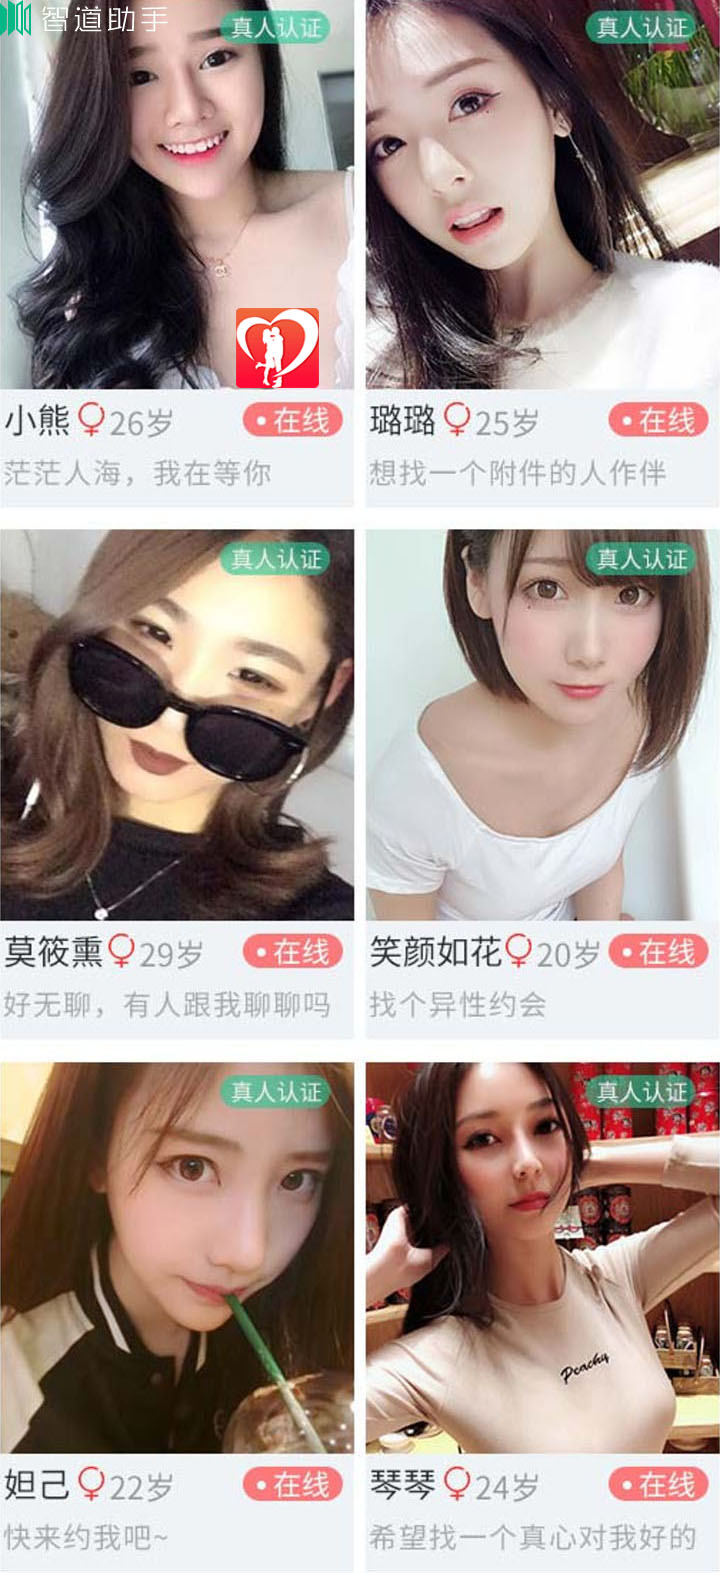 智道助手
真人认证
真人认证
小熊♀26岁
在线
璐璐♀25岁
在线
茫茫人海，我在等你
想找一个附件的人作伴
真人认证
真人认证
莫筱熏♀29岁
在线
笑颜如花♀20岁
在线
好无聊，有人跟我聊聊吗
找个异性约会
真人认证
真人认证
Peachy
妲己♀22岁
在线
琴琴♀24岁
在线
快来约我吧~
希望找一个真心对我好的